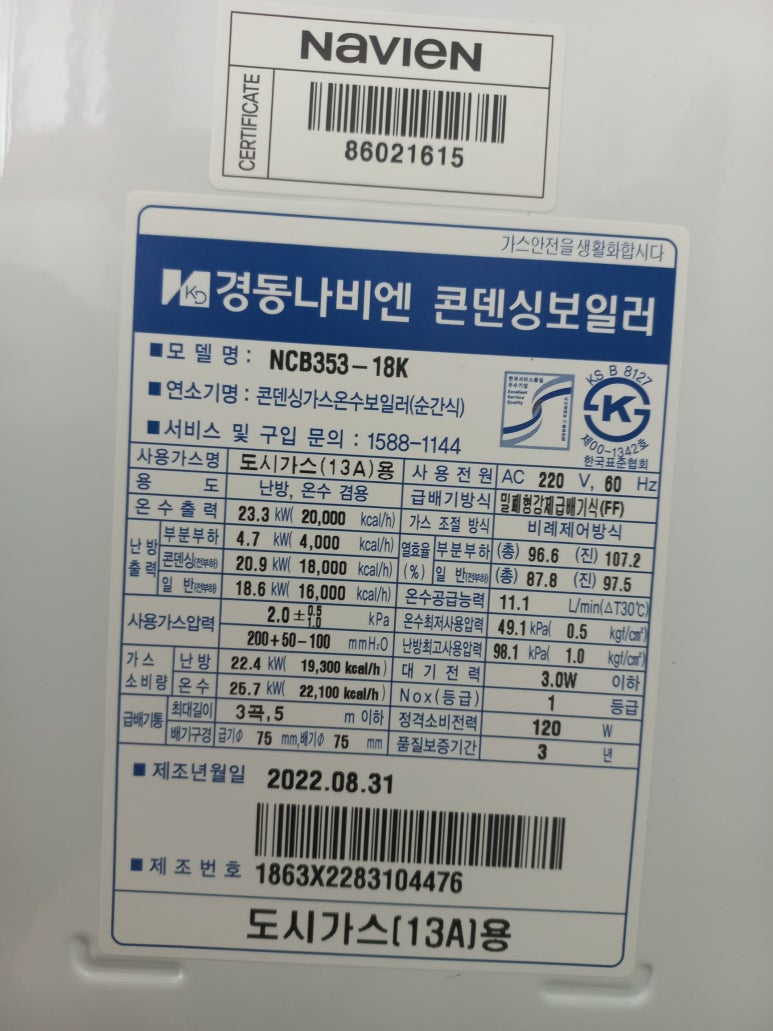 NAVIEN
CERTIFICATE
86021615
가스안전을 생활화합시다
KD 경동나비엔 콘덴싱보일러
■ 모 델 명 : NCB353-18K
■ 연소기명 : 콘덴싱가스온수보일러(순간식)
■ 서비스 및 구입 문의 : 1588-1144
한국서비스품질
우수기업
Excellent
Service
Quality
KS B 8127
K
제00-1342호
한국표준협회
사용가스명 도시가스(13A)용 사용전원 AC 220 V, 60 Hz
용 도 난방, 온수 겸용 급배기방식 밀폐형강제급배기식(FF)
온수출력 23.3 kW( 20,000 kcal/h) 가스 조절 방식 비례제어방식
난방출력 부분부하 4.7 kW( 4,000 kcal/h) 열효율(%) 부분부하 (총) 96.6 (진) 107.2
콘덴싱(전부하) 20.9 kW( 18,000 kcal/h) 일 반(전부하) (총) 87.8 (진) 97.5
일 반(전부하) 18.6 kW( 16,000 kcal/h) 온수공급능력 11.1 L/min(△T30℃)
사용가스압력 2.0 ± 0.5 1.0 kPa 온수최저사용압력 49.1 kPa( 0.5 kgf/cm²)
200+50-100 mmH₂O 난방최고사용압력 98.1 kPa( 1.0 kgf/cm²)
가스소비량 난방 22.4 kW( 19,300 kcal/h) 대기전력 3.0W 이하
온수 25.7 kW( 22,100 kcal/h) Nox(등급) 1 등급
급배기통 최대길이 3곡,5 m 이하 정격소비전력 120 W
배기구경 급기Φ 75 mm,배기Φ 75 mm 품질보증기간 3 년
■ 제조년월일 2022.08.31
■ 제조번호 1863X2283104476
도시가스(13A)용